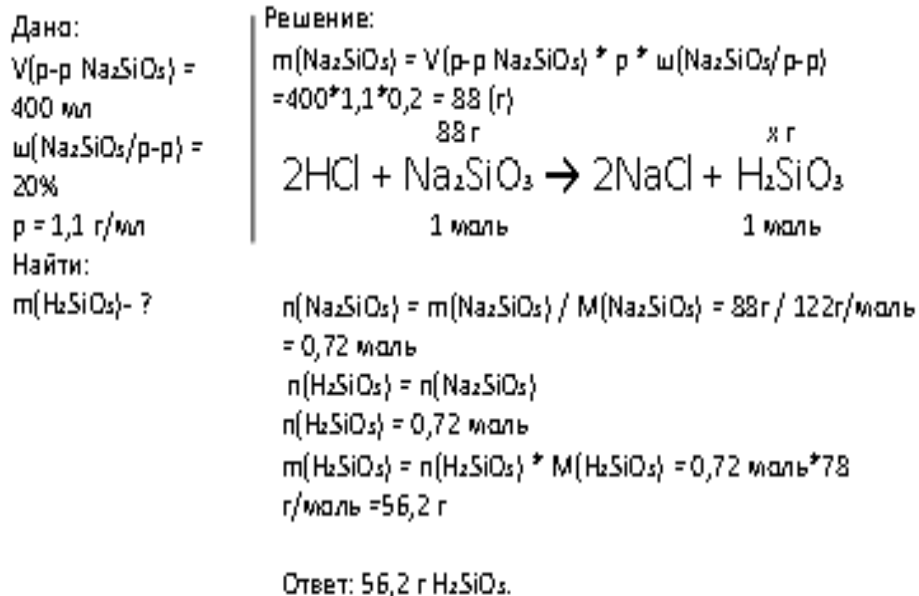 Дано:
V(р-р Na₂SiO₃) =
400 мл
ω(Na₂SiO₃/р-р) =
20%
p = 1,1 г/мл
Найти:
m(H₂SiO₃)- ?
Решение:
m(Na₂SiO₃) = V(р-р Na₂SiO₃) * p * ω(Na₂SiO₃/р-р)
=400*1,1*0,2 = 88 (г)
88 г x г
2HCl + Na₂SiO₃ → 2NaCl + H₂SiO₃
1 моль 1 моль
n(Na₂SiO₃) = m(Na₂SiO₃) / M(Na₂SiO₃) = 88г / 122г/моль
= 0,72 моль
n(H₂SiO₃) = n(Na₂SiO₃)
n(H₂SiO₃) = 0,72 моль
m(H₂SiO₃) = n(H₂SiO₃) * M(H₂SiO₃) =0,72 моль*78
г/моль =56,2 г
Ответ: 56,2 г H₂SiO₃.